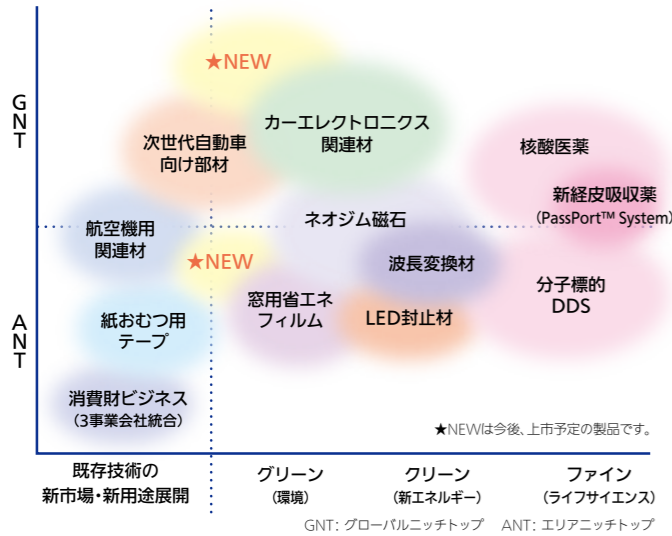 ★NEW
GNT
カーエレクトロニクス
関連材
次世代自動車
向け部材
核酸医薬
新経皮吸収薬
(PassPort™ System)
航空機用
関連材
ネオジム磁石
★NEW
波長変換材
分子標的
DDS
窓用省エネ
フィルム
LED封止材
ANT
紙おむつ用
テープ
消費財ビジネス
(3事業会社統合)
★NEWは今後、上市予定の製品です。
既存技術の
新市場・新用途展開
グリーン
(環境)
クリーン
(新エネルギー)
ファイン
(ライフサイエンス)
GNT: グローバルニッチトップ ANT: エリアニッチトップ